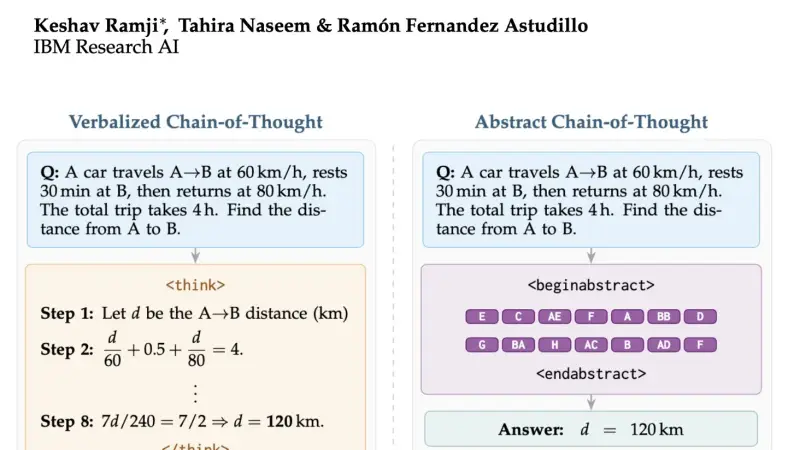 Keshav Ramji*, Tahira Naseem & Ramón Fernandez Astudillo
IBM Research AI
Verbalized Chain-of-Thought
Q: A car travels A→B at 60 km/h, rests
30 min at B, then returns at 80 km/h.
The total trip takes 4 h. Find the dis-
tance from A to B.
<think>
Step 1: Let d be the A→B distance (km)
Step 2: d/60 + 0.5 + d/80 = 4.
⋮
Step 8: 7d/240 = 7/2 ⇒ d = 120 km.
</think>
Abstract Chain-of-Thought
Q: A car travels A→B at 60 km/h, rests
30 min at B, then returns at 80 km/h.
The total trip takes 4 h. Find the dis-
tance from A to B.
<beginabstract>
E C AE F A BB D
G BA H AC B AD F
<endabstract>
Answer: d = 120 km